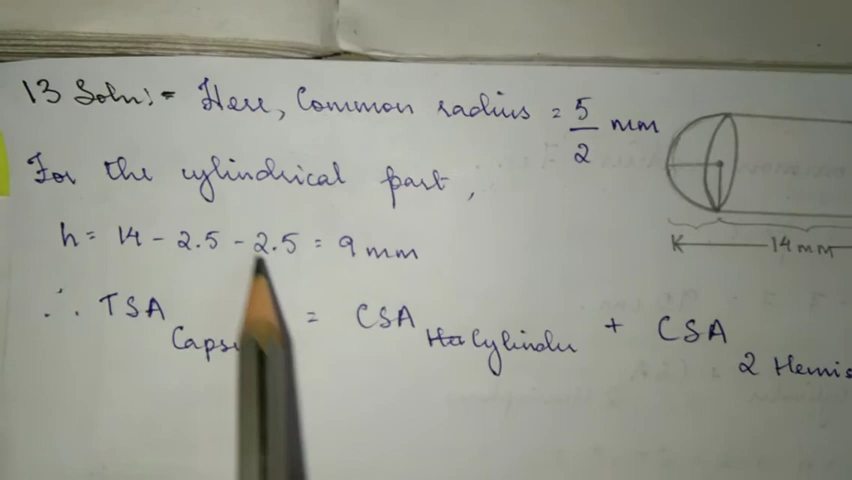 13 Soln:- Here, Common radius = 5/2 mm
For the cylindrical part,
h = 14 - 2.5 - 2.5 = 9 mm
K 14 mm
∴ TSA = CSA Cylinder + CSA 2